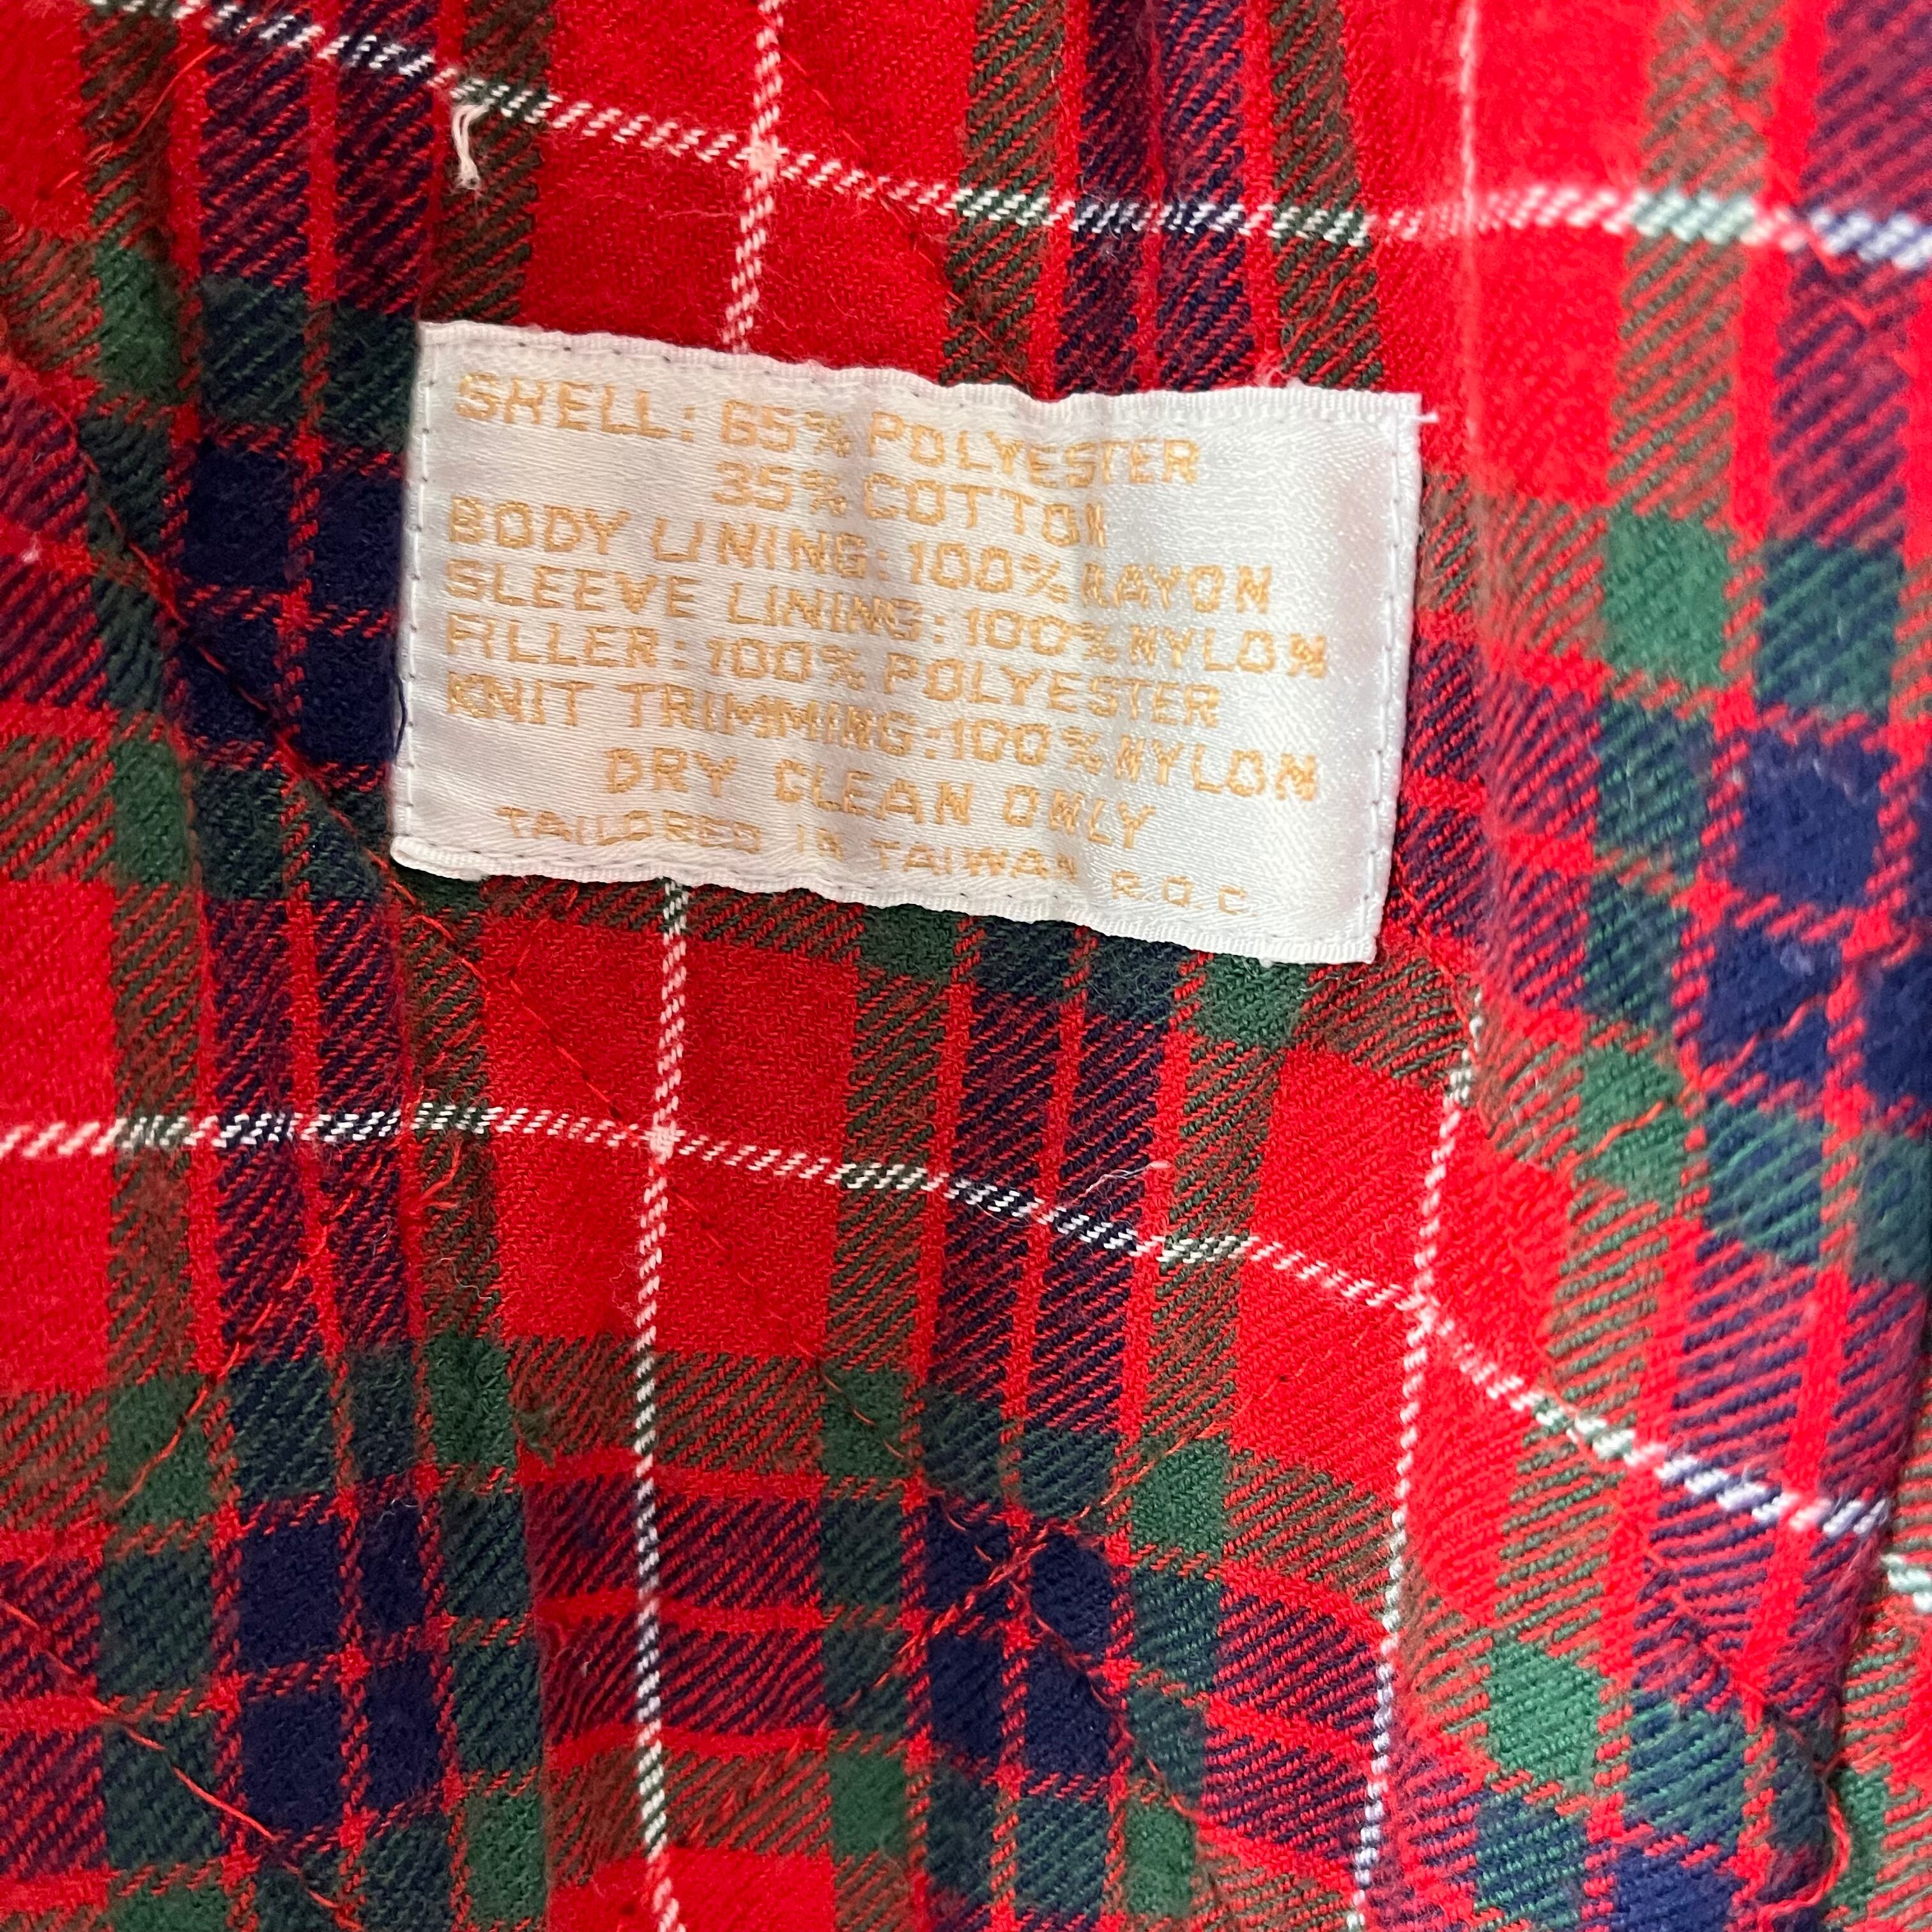 SHELL: 65% POLYESTER
35% COTTON
BODY LINING: 100% RAYON
SLEEVE LINING: 100% NYLON
FILLER: 100% POLYESTER
KNIT TRIMMING: 100% NYLON
DRY CLEAN ONLY
TAILORED IN TAIWAN R.O.C.